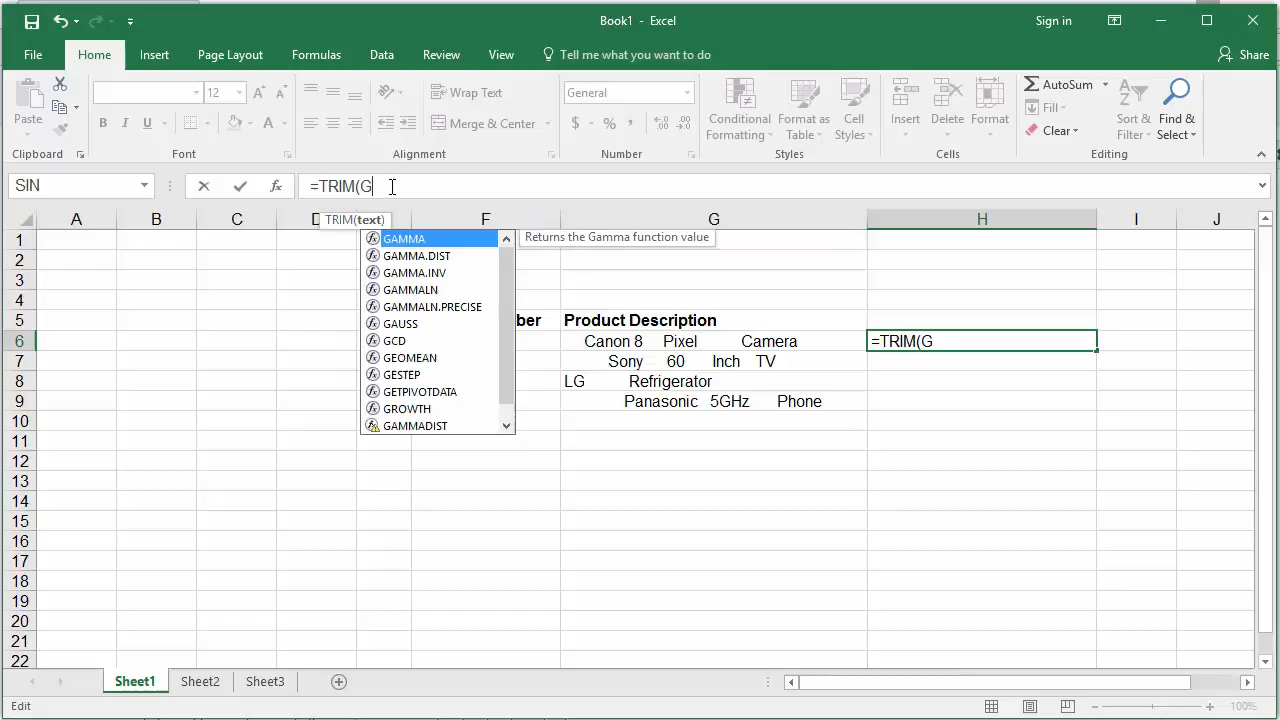 Book1 - Excel
Sign in
File Home Insert Page Layout Formulas Data Review View Tell me what you want to do Share
Paste
Clipboard
12
B I U
Font
Wrap Text
Merge & Center
Alignment
General
$ % ,
Number
Conditional Formatting
Format as Table
Cell Styles
Styles
Insert Delete Format
Cells
AutoSum
Fill
Clear
Sort & Filter
Find & Select
Editing
SIN
=TRIM(G
TRIM(text)
A B C D F G H I J
GAMMA
Returns the Gamma function value
GAMMA.DIST
GAMMA.INV
GAMMALN
GAMMALN.PRECISE
GAUSS
GCD
GEOMEAN
GESTEP
GETPIVOTDATA
GROWTH
GAMMADIST
1
2
3
4
5 ber Product Description
6 Canon 8 Pixel Camera =TRIM(G
7 Sony 60 Inch TV
8 LG Refrigerator
9 Panasonic 5GHz Phone
10
11
12
13
14
15
16
17
18
19
20
21
22
Sheet1 Sheet2 Sheet3
Edit
100%